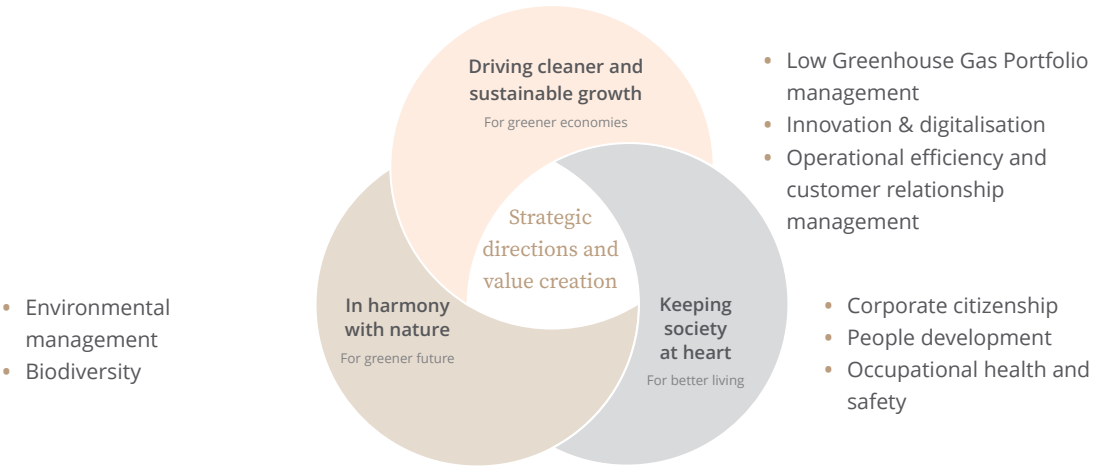 Driving cleaner and
sustainable growth
For greener economies
• Low Greenhouse Gas Portfolio
management
• Innovation & digitalisation
• Operational efficiency and
customer relationship
management
Strategic
directions and
value creation
• Environmental
management
• Biodiversity
In harmony
with nature
For greener future
Keeping
society
at heart
For better living
• Corporate citizenship
• People development
• Occupational health and
safety